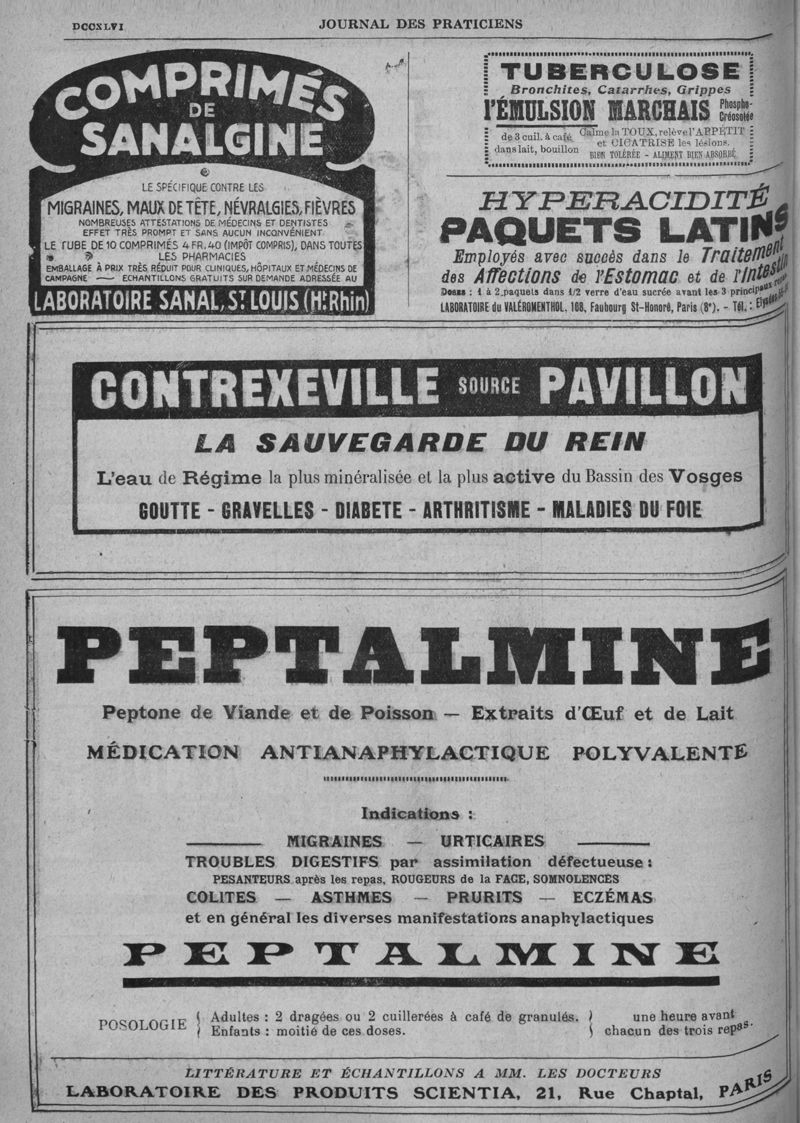 DCCXLVI
JOURNAL DES PRATICIENS
COMPRIMÉS
DE
SANALGINE
LE SPÉCIFIQUE CONTRE LES
MIGRAINES, MAUX DE TÊTE, NÉVRALGIES, FIÈVRES
NOMBREUSES ATTESTATIONS DE MÉDECINS ET DENTISTES
EFFET TRÈS PROMPT ET SANS AUCUN INCONVÉNIENT.
LE TUBE DE 10 COMPRIMÉS 4 FR. 40 (IMPÔT COMPRIS), DANS TOUTES
LES PHARMACIES
EMBALLAGE À PRIX TRÈS RÉDUIT POUR CLINIQUES, HÔPITAUX ET MÉDECINS DE
CAMPAGNE — ECHANTILLONS GRATUITS SUR DEMANDE ADRESSÉE AU
LABORATOIRE SANAL, ST LOUIS (Ht Rhin)
TUBERCULOSE
Bronchites, Catarrhes, Grippes
l'ÉMULSION MARCHAIS Phospho-Créosotée
de 3 cuil. à café
dans lait, bouillon
Calme la TOUX, relève l'APPÉTIT
et CICATRISE les lésions.
BIEN TOLÉRÉE - ALIMENT BIEN ABSORBÉ
HYPERACIDITÉ
PAQUETS LATINS
Employés avec succès dans le Traitement
des Affections de l'Estomac et de l'Intestin
Doses : 1 à 2 paquets dans 1/2 verre d'eau sucrée avant les 3 principaux
LABORATOIRE du VALÉROMENTHOL, 168, Faubourg St-Honoré, Paris (8e). - Tél. :
CONTREXEVILLE SOURCE PAVILLON
LA SAUVEGARDE DU REIN
L'eau de Régime la plus minéralisée et la plus active du Bassin des Vosges
GOUTTE - GRAVELLES - DIABETE - ARTHRITISME - MALADIES DU FOIE
PEPTALMINE
Peptone de Viande et de Poisson — Extraits d'Œuf et de Lait
MÉDICATION ANTIANAPHYLACTIQUE POLYVALENTE
Indications :
MIGRAINES — URTICAIRES
TROUBLES DIGESTIFS par assimilation défectueuse :
PESANTEURS après les repas, ROUGEURS de la FACE, SOMNOLENCES
COLITES — ASTHMES — PRURITS — ECZÉMAS
et en général les diverses manifestations anaphylactiques
PEPTALMINE
POSOLOGIE
Adultes : 2 dragées ou 2 cuillerées à café de granulés.
Enfants : moitié de ces doses.
une heure avant
chacun des trois repas.
LITTÉRATURE ET ÉCHANTILLONS A MM. LES DOCTEURS
LABORATOIRE DES PRODUITS SCIENTIA, 21, Rue Chaptal, PARIS